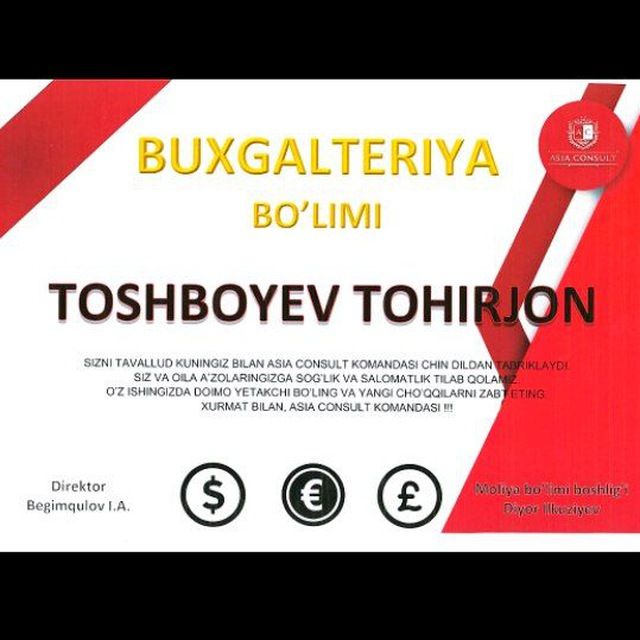 ASIA CONSULT
BUXGALTERIYA
BO'LIMI
TOSHBOYEV TOHIRJON
SIZNI TAVALLUD KUNINGIZ BILAN ASIA CONSULT KOMANDASI CHIN DILDAN TABRIKLAYDI.
SIZ VA OILA A'ZOLARINGIZGA SOG'LIK VA SALOMATLIK TILAB QOLAMIZ.
O'Z ISHINGIZDA DOIMO YETAKCHI BO'LING VA YANGI CHO'QQILARNI ZABT ETING.
XURMAT BILAN, ASIA CONSULT KOMANDASI !!!
Direktor
Begimqulov I.A.
$ € £
Moliya bo'limi boshlig'i
Diyor Ilkuziyev